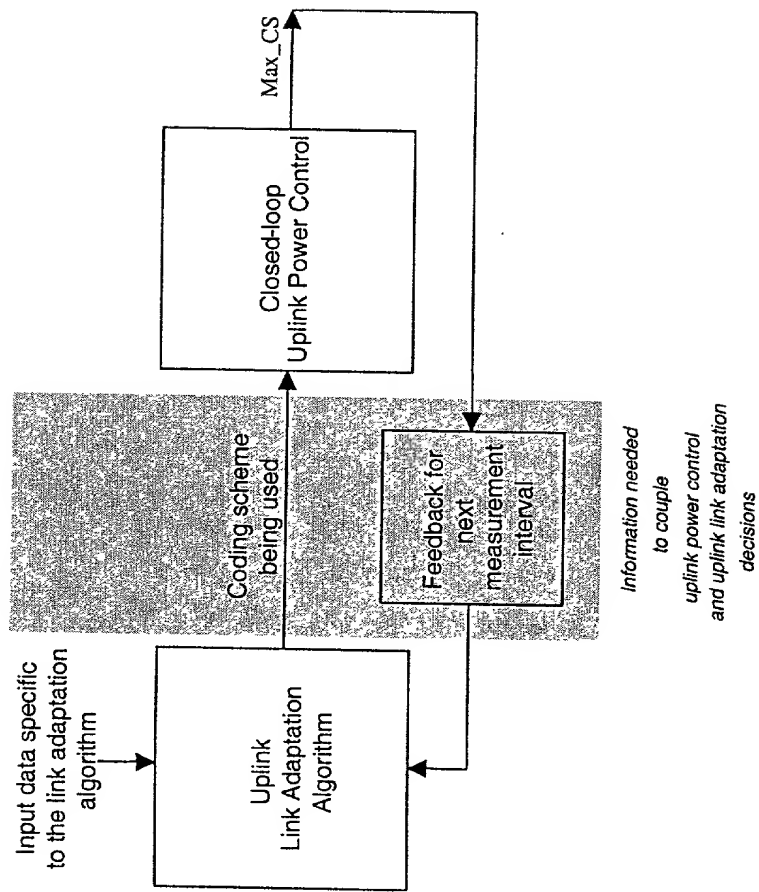 Input data specific
to the link adaptation
algorithm
Uplink
Link Adaptation
Algorithm
Coding scheme
being used
Closed-loop
Uplink Power Control
Max_CS
Feedback for
next
measurement
interval
Information needed
to couple
uplink power control
and uplink link adaptation
decisions